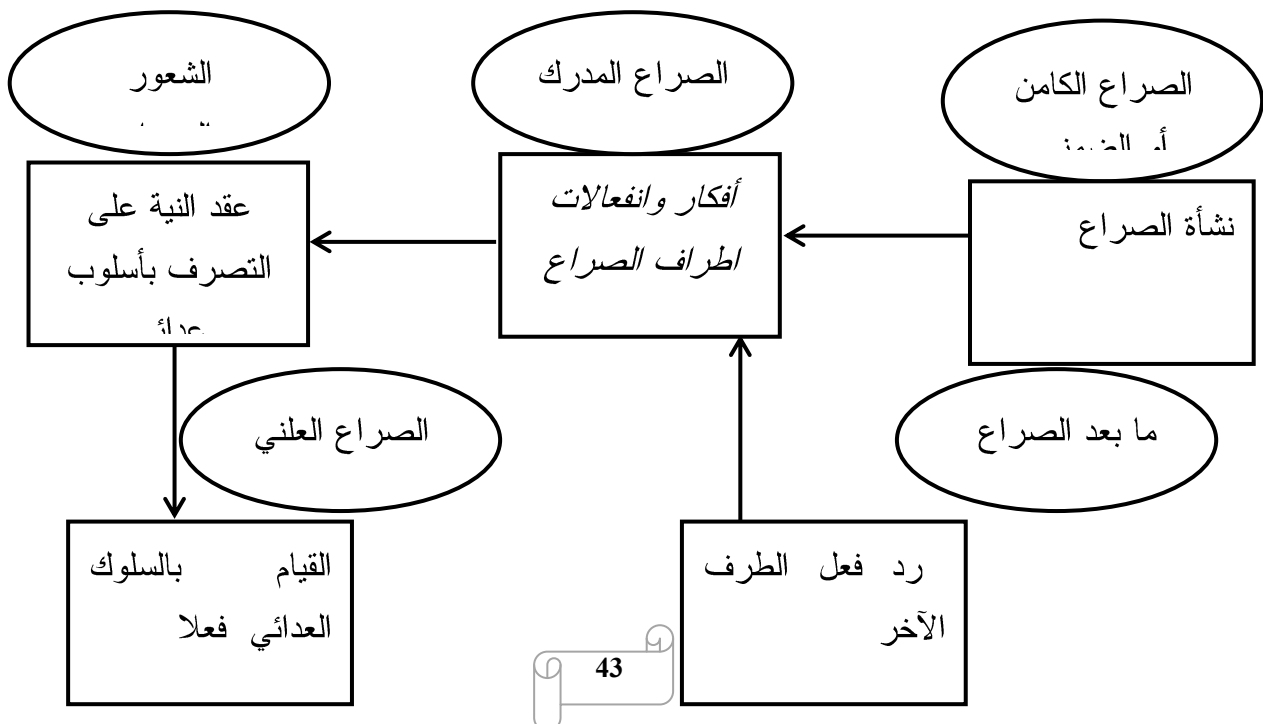 الصراع الكامن
نشأة الصراع
الصراع المدرك
أفكار وانفعالات
اطراف الصراع
الشعور
عقد النية على
التصرف بأسلوب
الصراع العلني
القيام بالسلوك
العدائي فعلا
ما بعد الصراع
رد فعل الطرف
الآخر
43